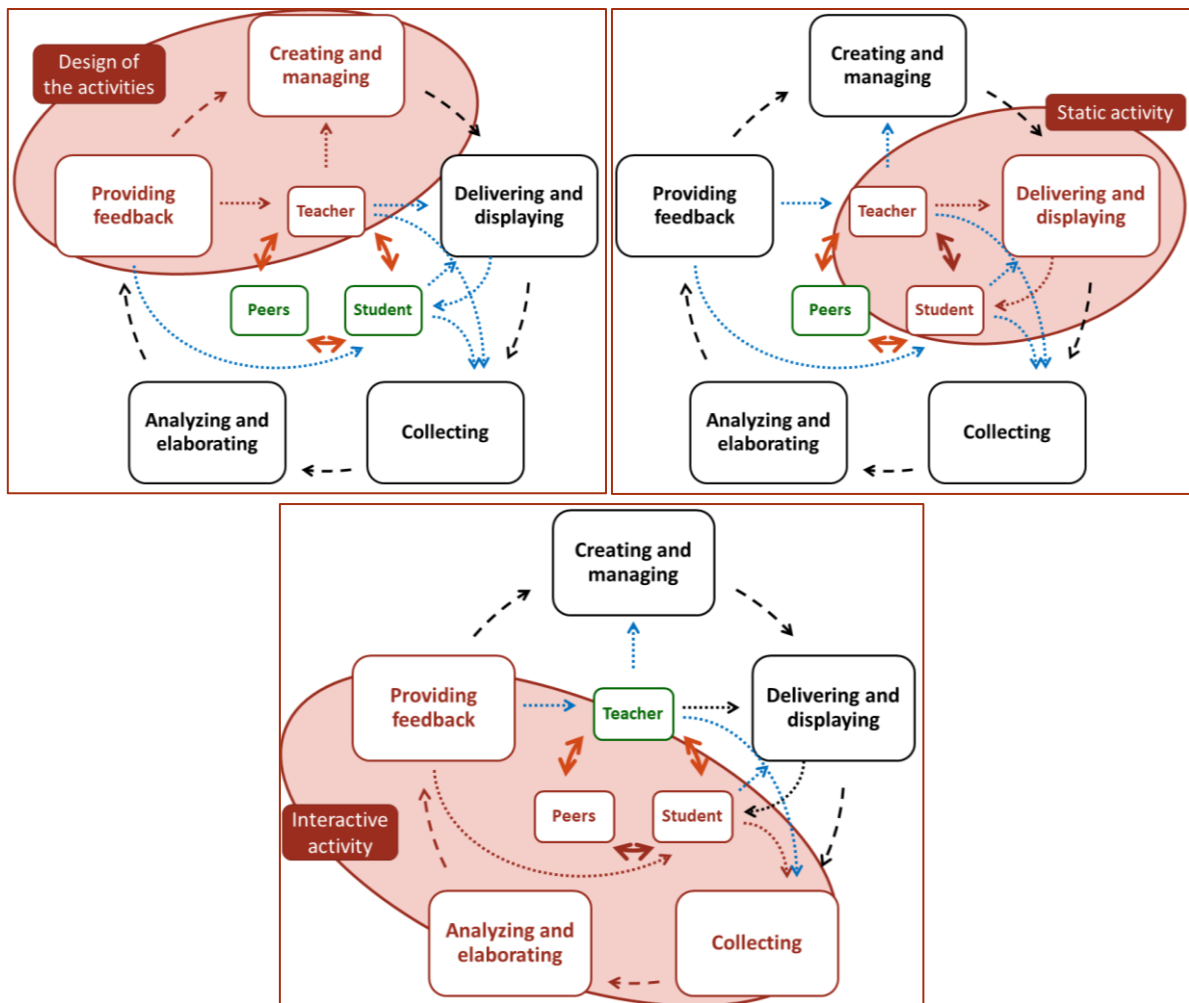 Design of
the activities
Creating and
managing
Providing
feedback
Teacher
Delivering and
displaying
Peers
Student
Analyzing and
elaborating
Collecting
Creating and
managing
Static activity
Providing
feedback
Teacher
Delivering and
displaying
Peers
Student
Analyzing and
elaborating
Collecting
Creating and
managing
Providing
feedback
Teacher
Delivering and
displaying
Interactive
activity
Peers
Student
Analyzing and
elaborating
Collecting